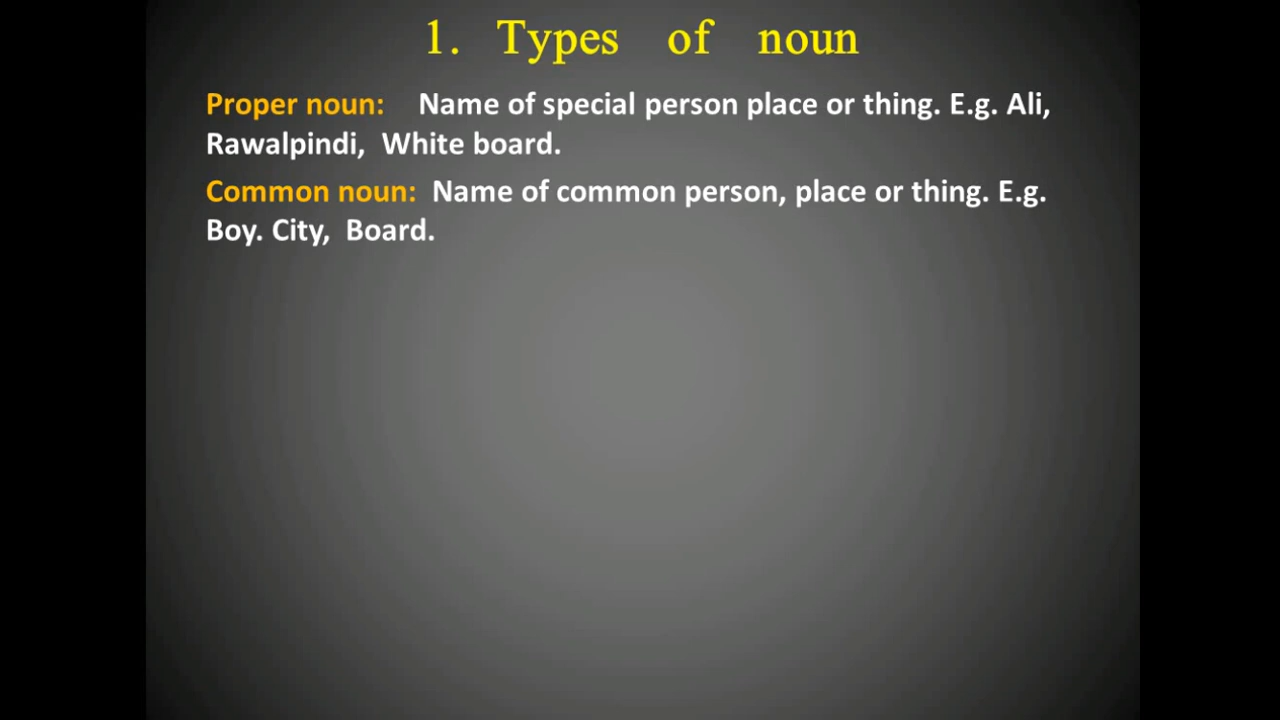 1. Types of noun
Proper noun: Name of special person place or thing. E.g. Ali,
Rawalpindi, White board.
Common noun: Name of common person, place or thing. E.g.
Boy. City, Board.